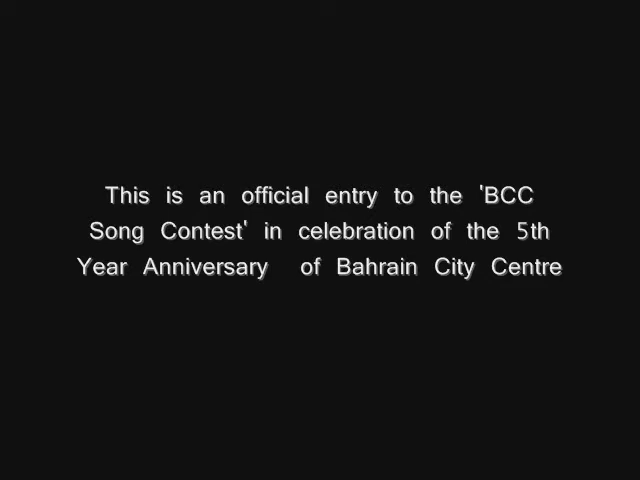 This is an official entry to the 'BCC
Song Contest' in celebration of the 5th
Year Anniversary of Bahrain City Centre